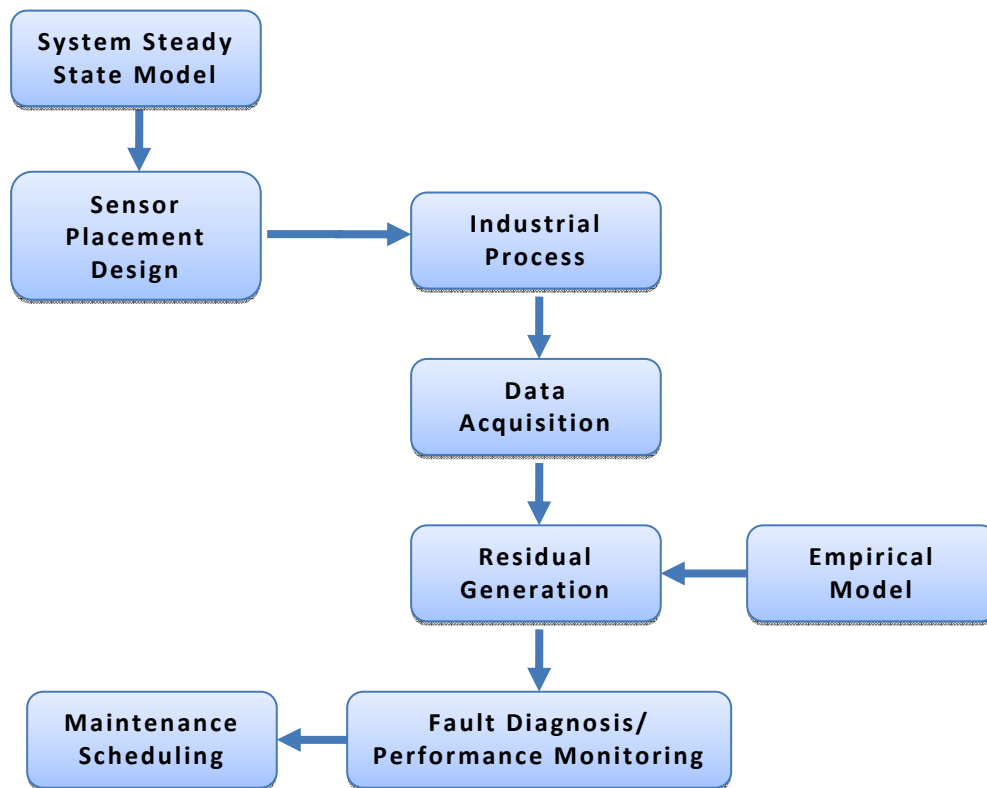 System Steady
State Model
Sensor
Placement
Design
Industrial
Process
Data
Acquisition
Residual
Generation
Empirical
Model
Maintenance
Scheduling
Fault Diagnosis/
Performance Monitoring